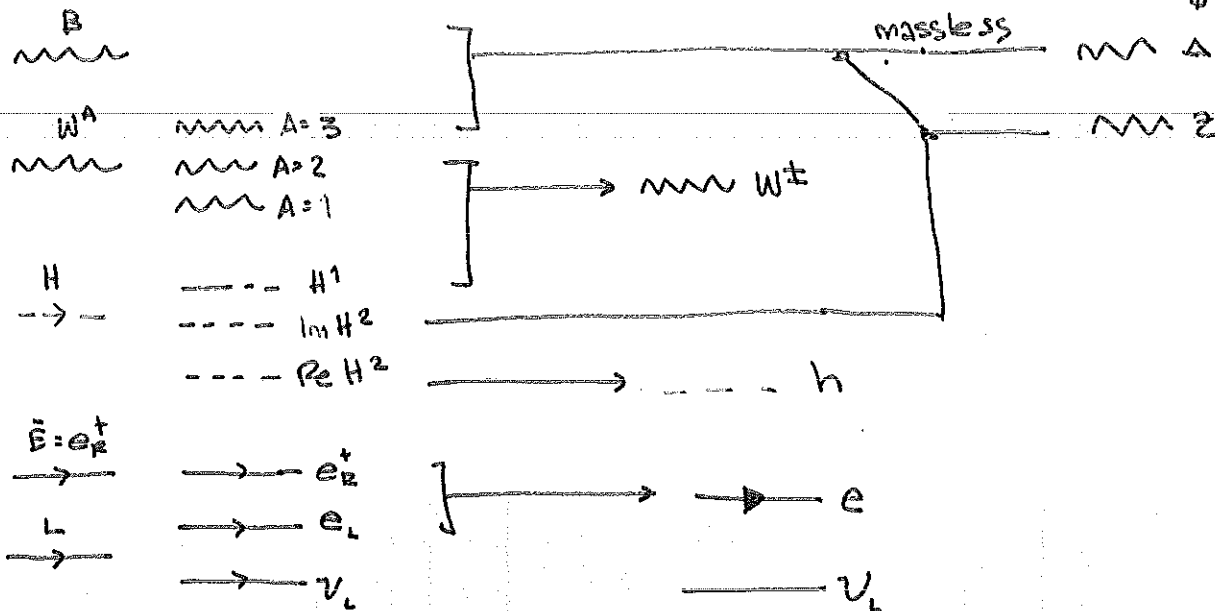 B
massless A
W^A A=3 Z
A=2 W^±
A=1
H H^1
Im H^2
Re H^2 h
Ē = e_R^† e_R^† e
L e_L
ν_L ν_L